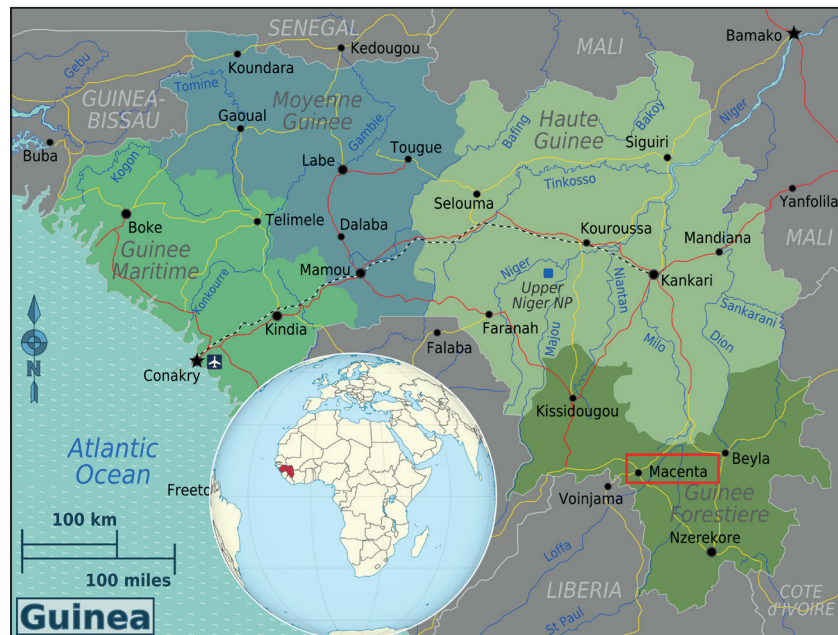 SENEGAL
MALI
Bamako
Kedougou
Koundara
Gebu
Tomine
GUINEA-
BISSAU
Moyenne
Guinee
Gambie
Gaoual
Haute
Guinee
Bafing
Bakoy
Niger
Buba
Tougue
Siguiri
Labe
Kogon
Tinkosso
Yanfolila
Selouma
Boke
Telimele
Dalaba
Kouroussa
Mandiana
MALI
Guinee
Maritime
Mamou
Niger
Kankari
Konkourre
Upper
Niger NP
Niantan
Sankarani
Kindia
Faranah
Majou
Milo
Dion
Falaba
N
Conakry
Kissidougou
Atlantic
Ocean
Beyla
Macenta
Freetc
Voinjama
Guinee
Forestiere
100 km
Nzerekore
Loffa
100 miles
LIBERIA
COTE
d'IVOIRE
St Paul
Guinea